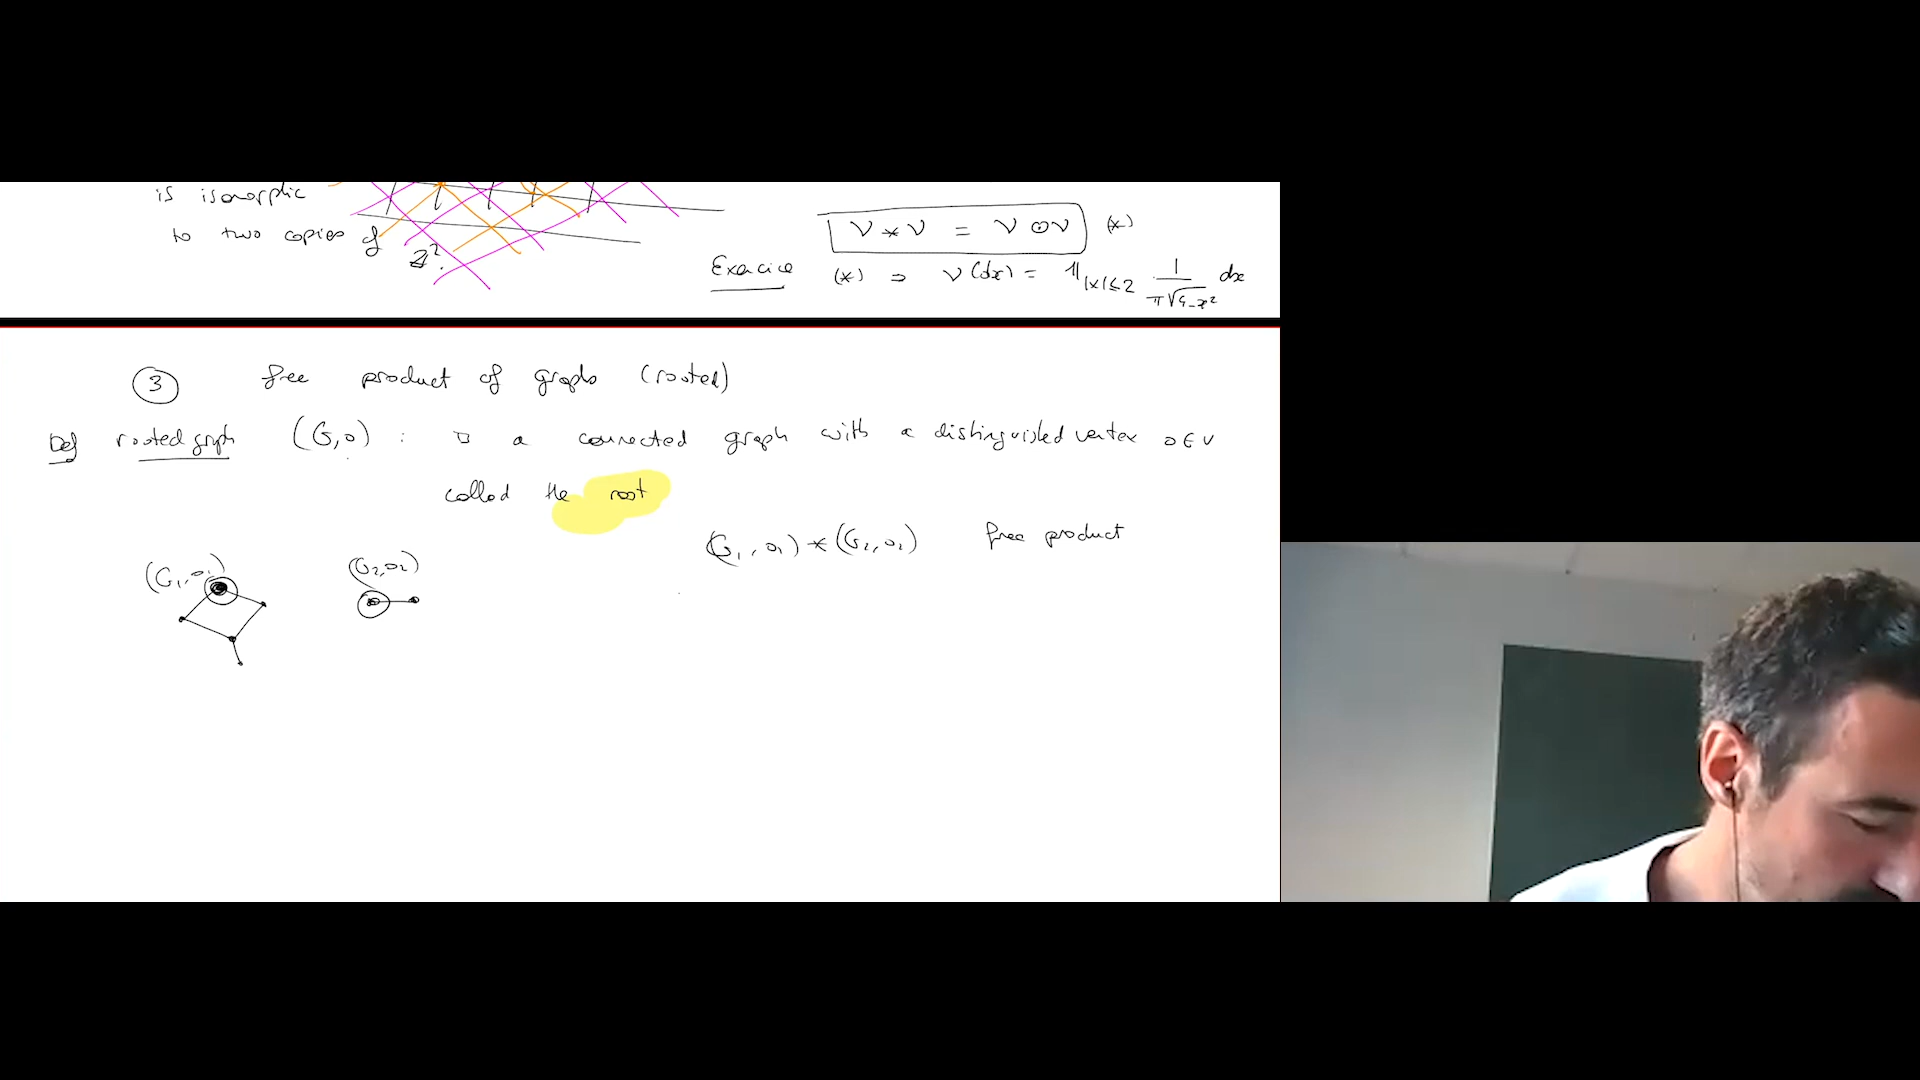 is isomorphic
to two copies of ℤ².
ν * ν = ν ⊙ ν (*)
Exercice (*) ⇒ ν(dx) = 𝟙_{|x|≤2} 1/(π√(4-x²)) dx
③ free product of graphs (rooted)
Def rooted graph (G,o) : is a connected graph with a distinguished vertex o ∈ V
called the root
(G₁, o₁) * (G₂, o₂) free product
(G₁, o₁) (G₂, o₂)